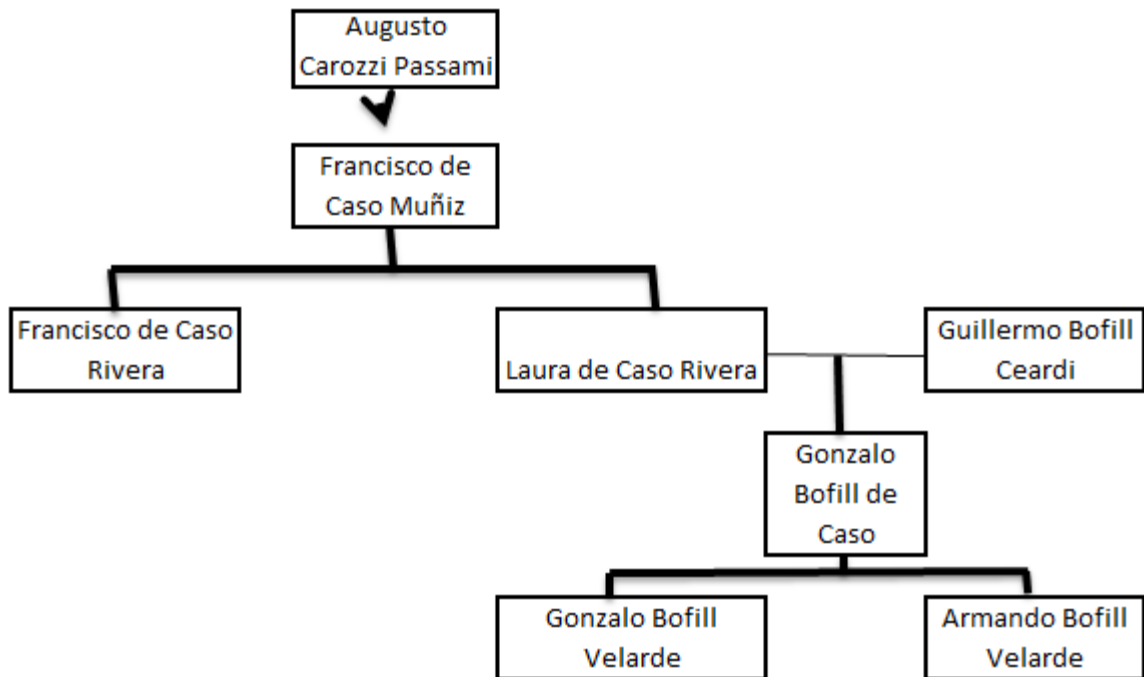 Augusto
Carozzi Passami
Francisco de
Caso Muñiz
Francisco de Caso
Rivera
Laura de Caso Rivera
Guillermo Bofill
Ceardi
Gonzalo
Bofill de
Caso
Gonzalo Bofill
Velarde
Armando Bofill
Velarde